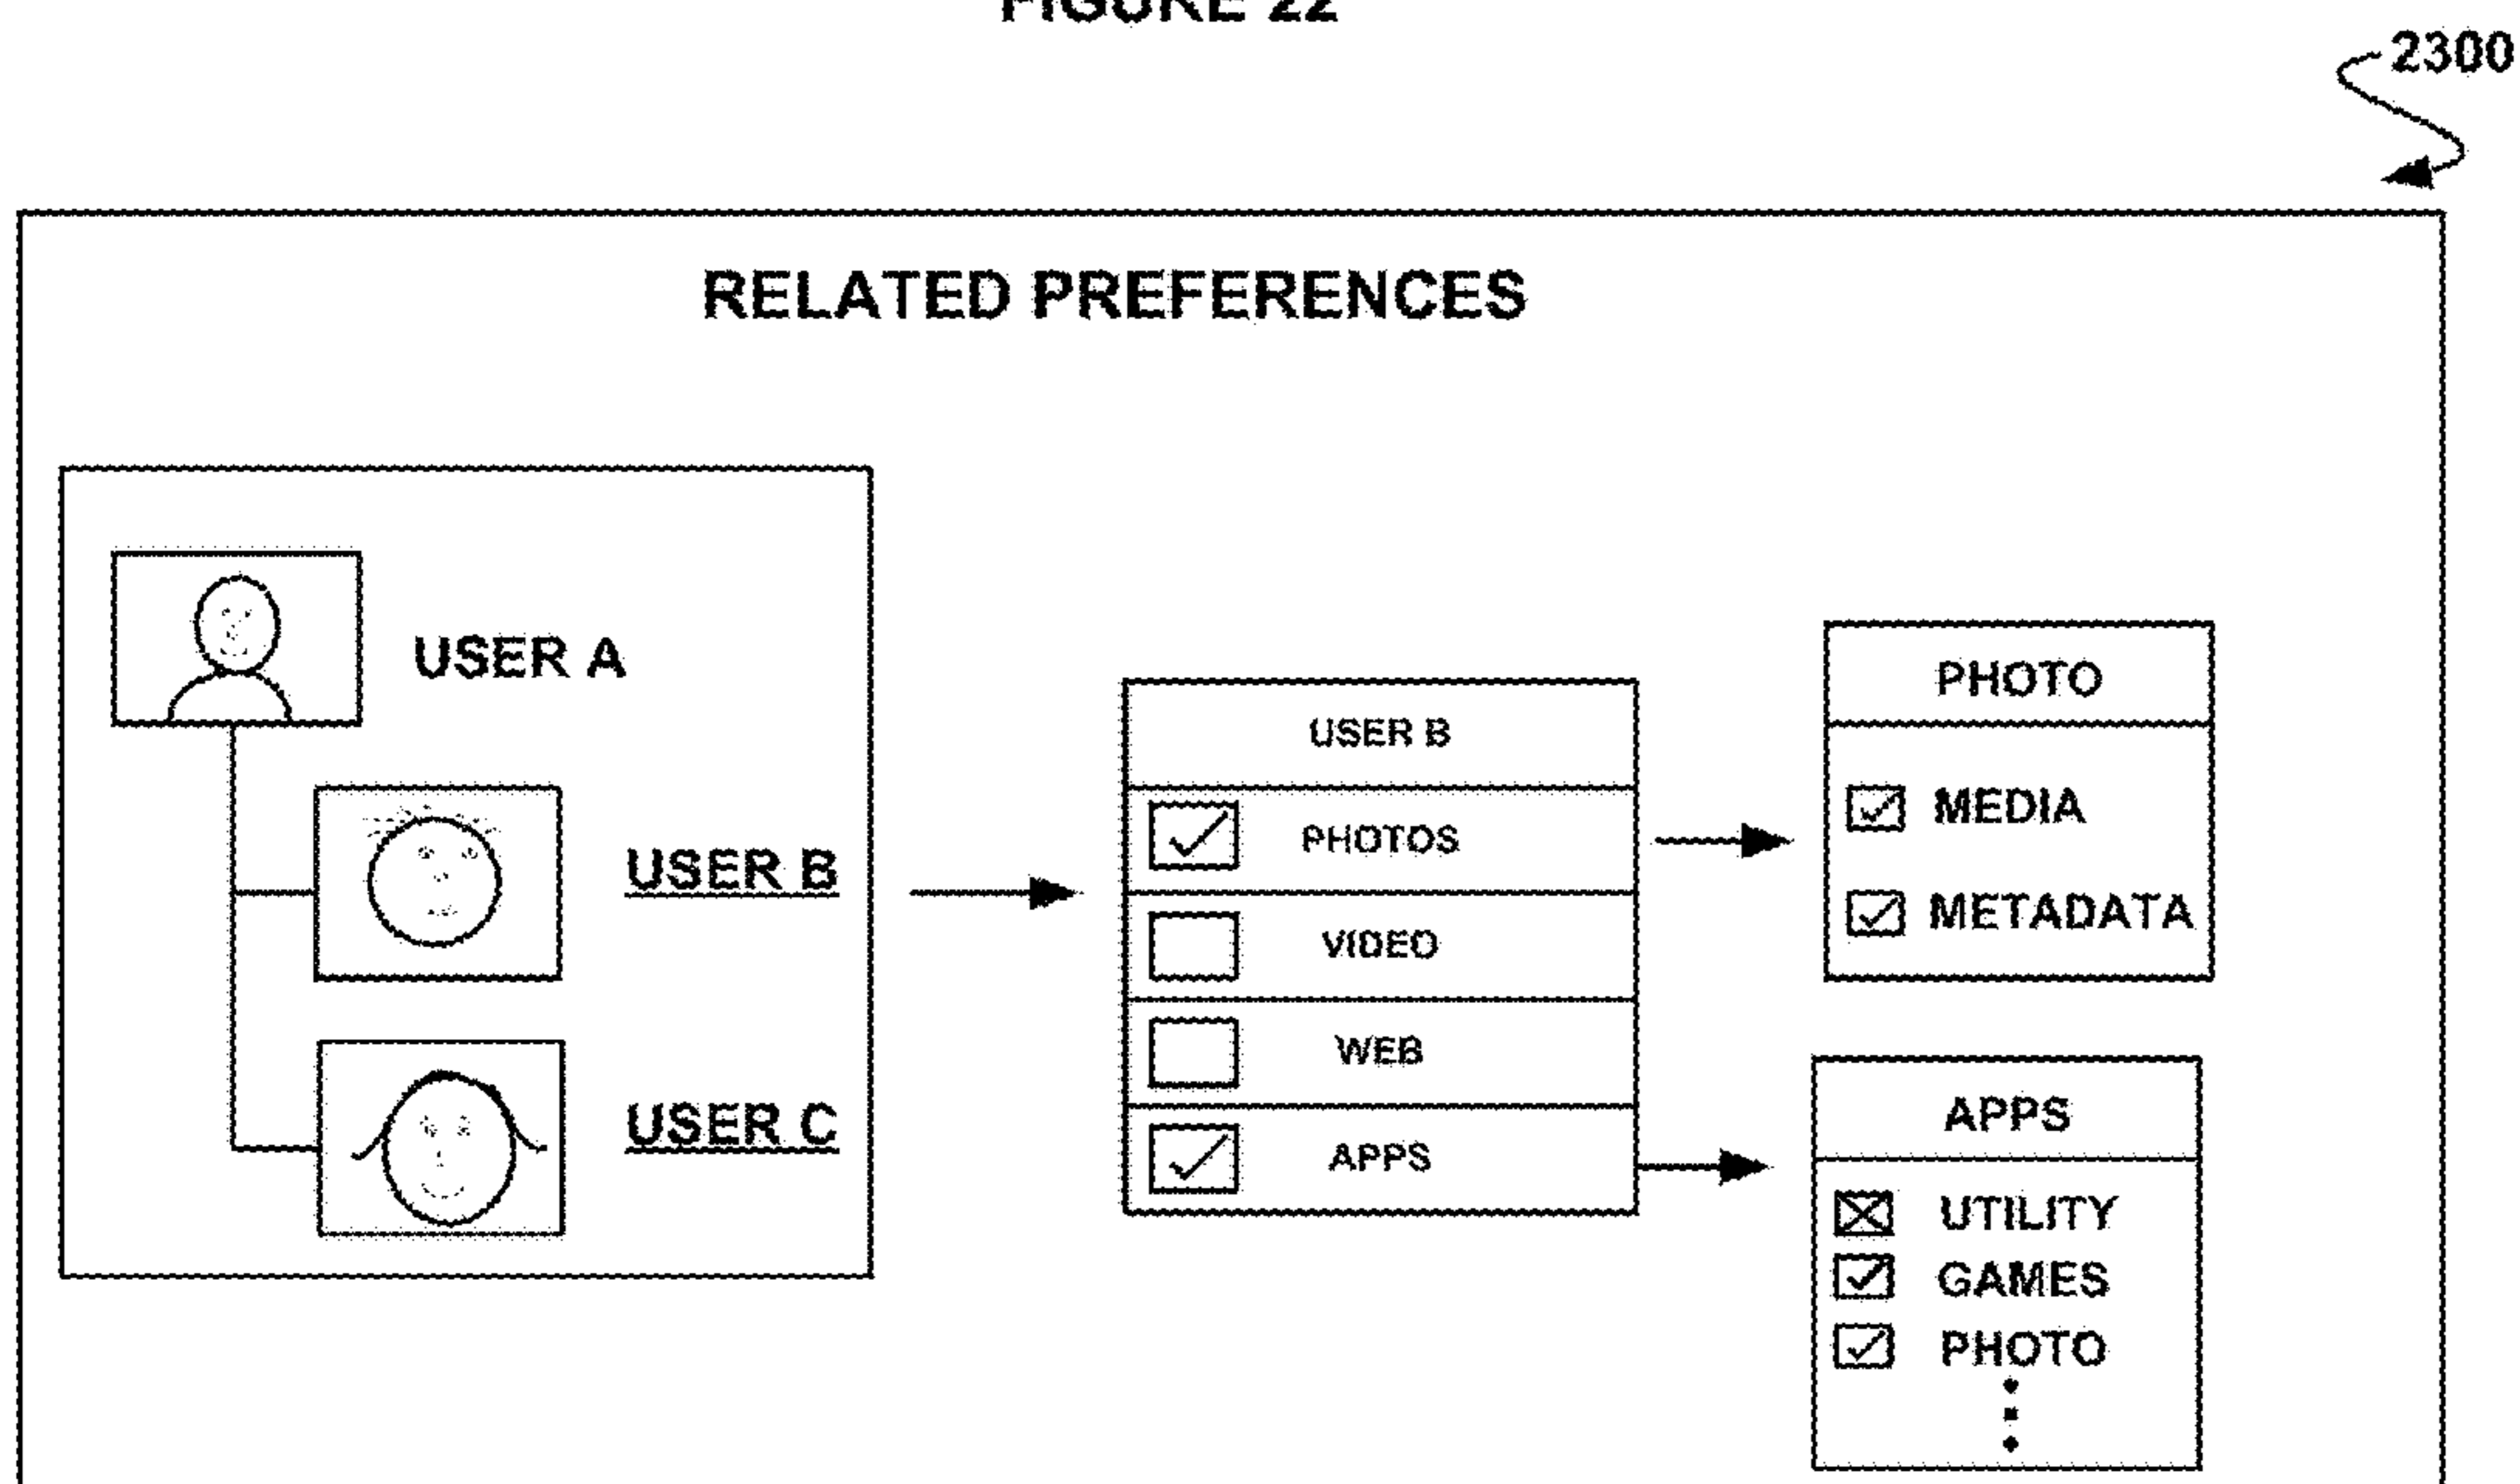 FIGURE 22
2300
RELATED PREFERENCES
USER A
USER B
USER C
USER B
PHOTOS
VIDEO
WEB
APPS
PHOTO
MEDIA
METADATA
APPS
UTILITY
GAMES
PHOTO